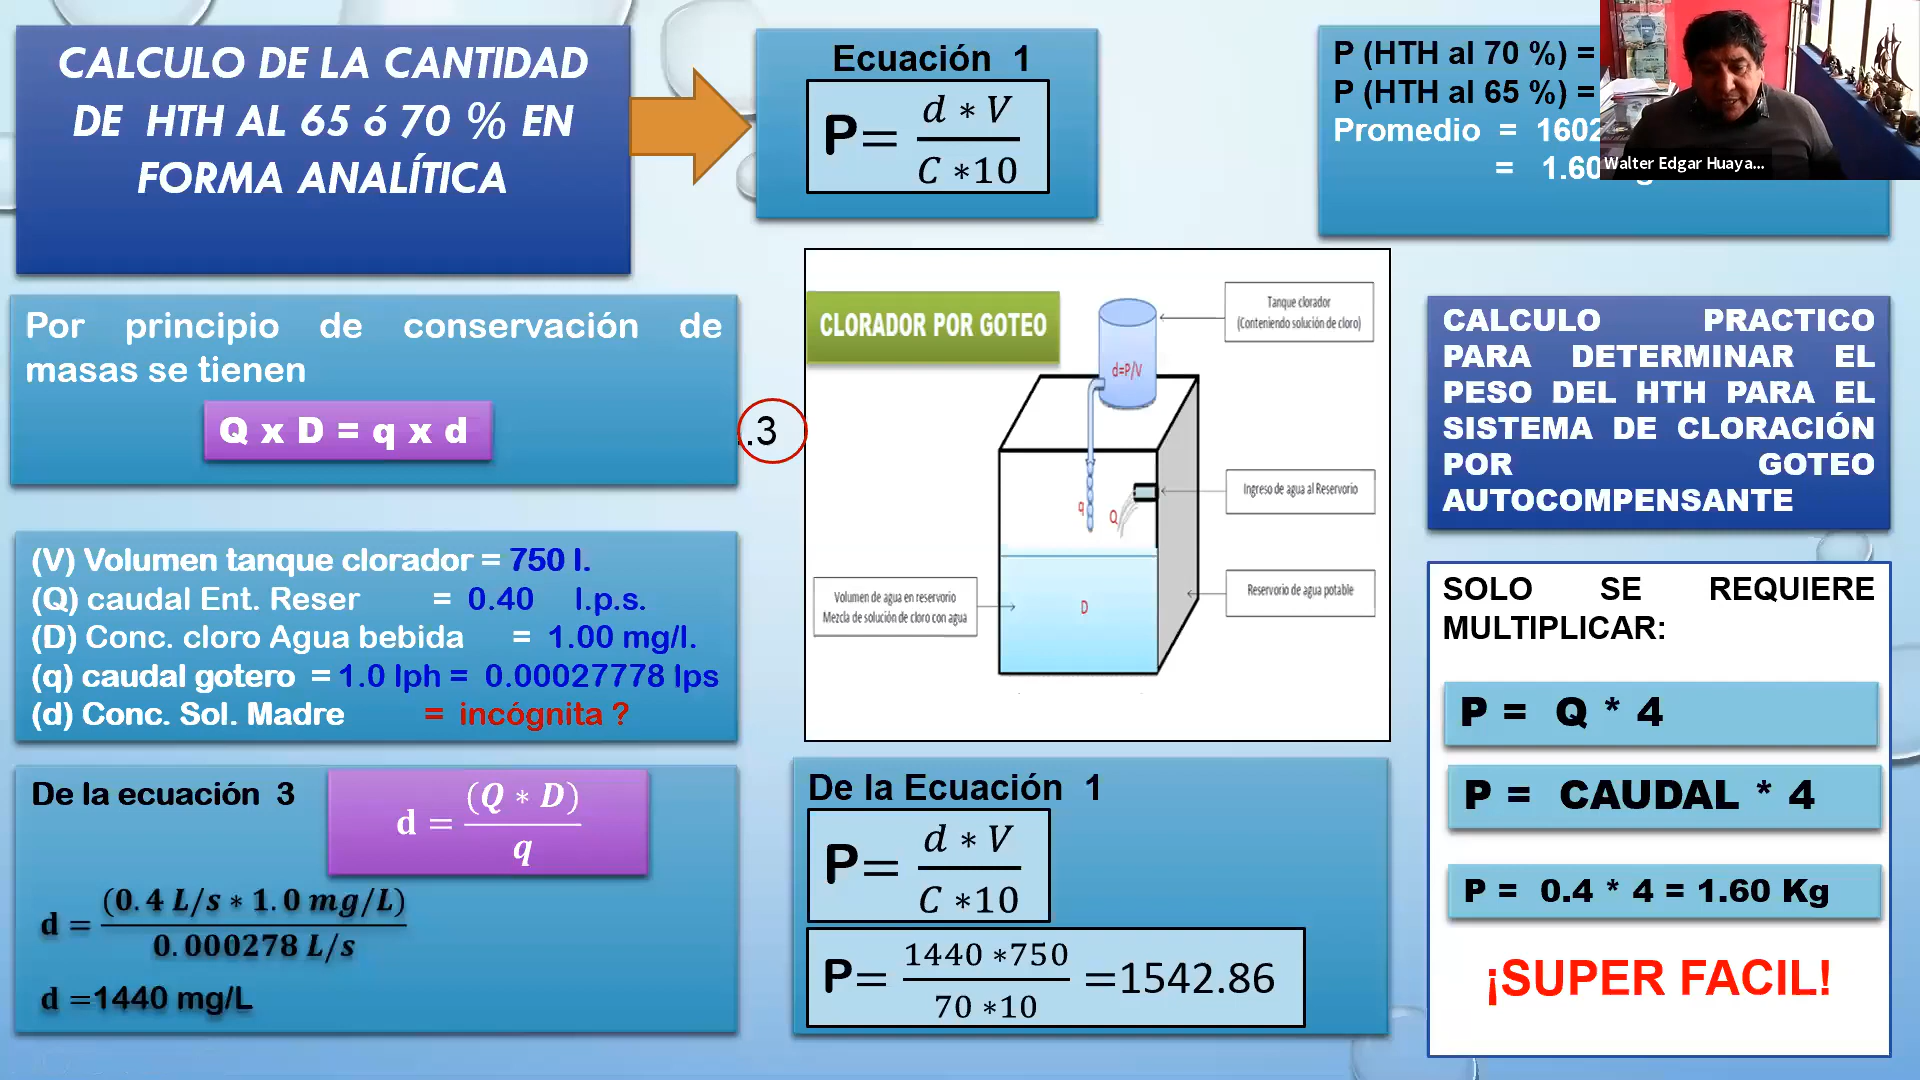 CALCULO DE LA CANTIDAD
DE HTH AL 65 ó 70 % EN
FORMA ANALÍTICA
Ecuación 1
P= d * V / C *10
P (HTH al 70 %) =
P (HTH al 65 %) =
Promedio = 1602
= 1.60
Walter Edgar Huaya...
Por principio de conservación de
masas se tienen
Q x D = q x d
..3
(V) Volumen tanque clorador = 750 l.
(Q) caudal Ent. Reser = 0.40 l.p.s.
(D) Conc. cloro Agua bebida = 1.00 mg/l.
(q) caudal gotero = 1.0 lph = 0.00027778 lps
(d) Conc. Sol. Madre = incógnita ?
De la ecuación 3
d = (Q * D) / q
d = (0.4 L/s * 1.0 mg/L) / 0.000278 L/s
d =1440 mg/L
CLORADOR POR GOTEO
Tanque clorador
(Conteniendo solución de cloro)
d=P/V
q
Q
Ingreso de agua al Reservorio
Volumen de agua en reservorio
Mezcla de solución de cloro con agua
D
Reservorio de agua potable
De la Ecuación 1
P= d * V / C *10
P= 1440 *750 / 70 *10 =1542.86
CALCULO PRACTICO
PARA DETERMINAR EL
PESO DEL HTH PARA EL
SISTEMA DE CLORACIÓN
POR GOTEO
AUTOCOMPENSANTE
SOLO SE REQUIERE
MULTIPLICAR:
P = Q * 4
P = CAUDAL * 4
P = 0.4 * 4 = 1.60 Kg
¡SUPER FACIL!